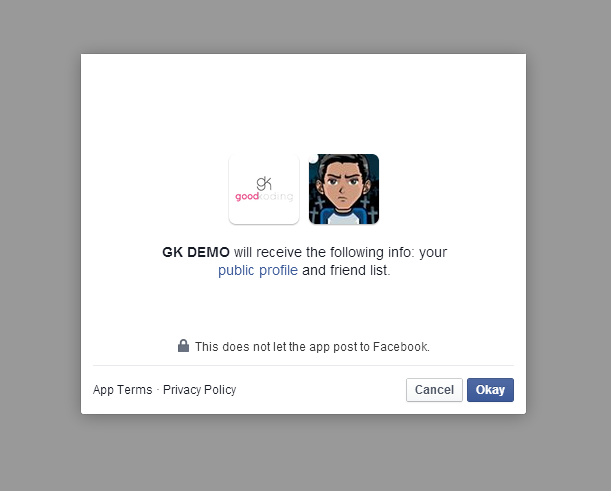 gk
goodkoding
GK DEMO will receive the following info: your
public profile and friend list.
This does not let the app post to Facebook.
App Terms · Privacy Policy
Cancel
Okay